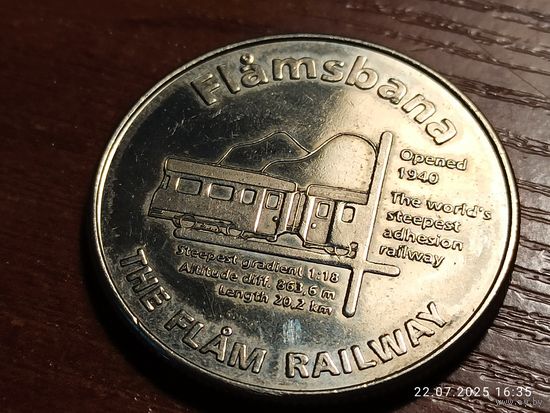 Flåmsbana
Opened
1940
The world's
steepest
adhesion
railway
Steepest gradient 1:18
Altitude diff. 863,6 m
Length 20,2 km
THE FLÅM RAILWAY
22.07.2025 16:35